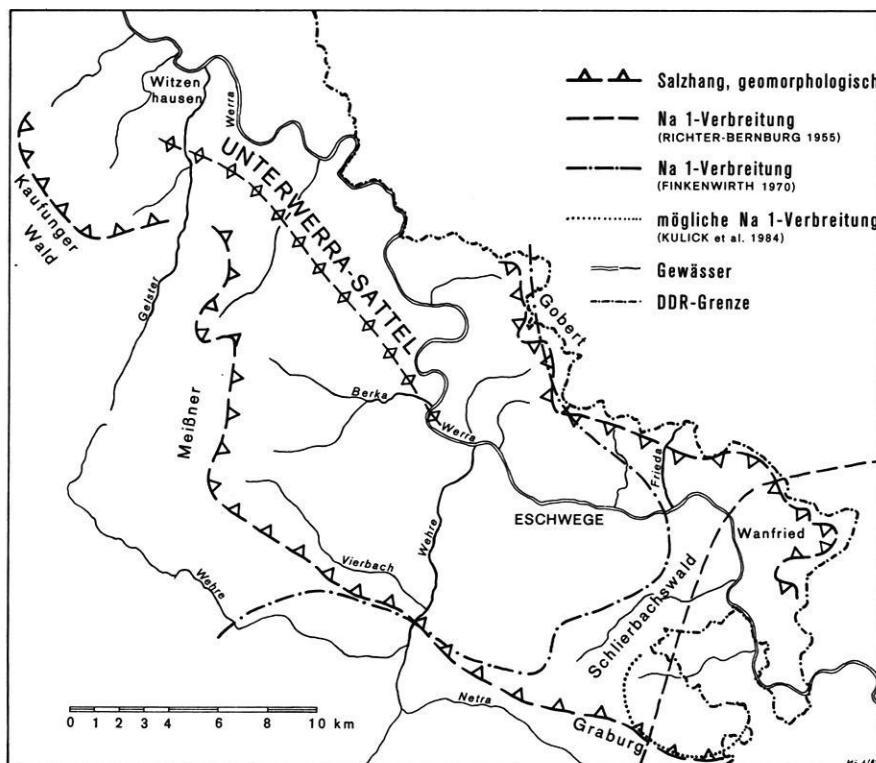 Witzen
hausen
Werra
Kaufunger
Wald
UNTERWERRA-SATTEL
Gelster
Meißner
Berka
Werra
Gobert
Frieda
ESCHWEGE
Wanfried
Wehre
Vierbach
Wehre
Schlierbachswald
Netra
Graburg
Salzhang, geomorphologisch
Na 1-Verbreitung
(RICHTER-BERNBURG 1955)
Na 1-Verbreitung
(FINKENWIRTH 1970)
mögliche Na 1-Verbreitung
(KULICK et al. 1984)
Gewässer
DDR-Grenze
0 1 2 3 4 6 8 10 km